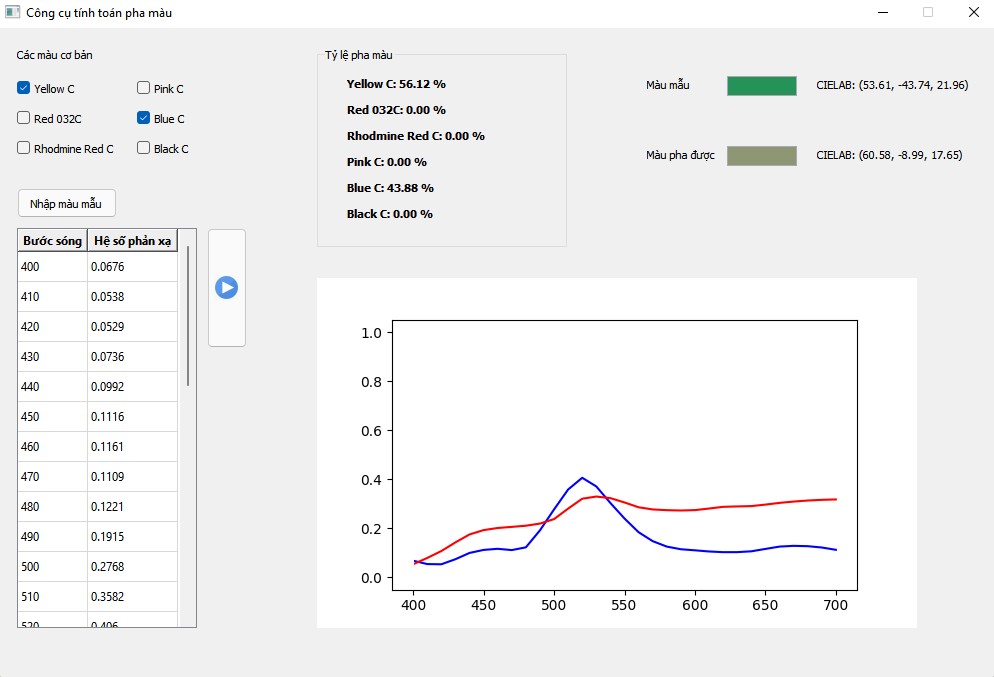 Công cụ tính toán pha màu
Các màu cơ bản
Yellow C
Pink C
Red 032C
Blue C
Rhodmine Red C
Black C
Nhập màu mẫu
Bước sóng Hệ số phản xạ
400 0.0676
410 0.0538
420 0.0529
430 0.0736
440 0.0992
450 0.1116
460 0.1161
470 0.1109
480 0.1221
490 0.1915
500 0.2768
510 0.3582
520 0.406
Tỷ lệ pha màu
Yellow C: 56.12 %
Red 032C: 0.00 %
Rhodmine Red C: 0.00 %
Pink C: 0.00 %
Blue C: 43.88 %
Black C: 0.00 %
Màu mẫu CIELAB: (53.61, -43.74, 21.96)
Màu pha được CIELAB: (60.58, -8.99, 17.65)
1.0
0.8
0.6
0.4
0.2
0.0
400 450 500 550 600 650 700